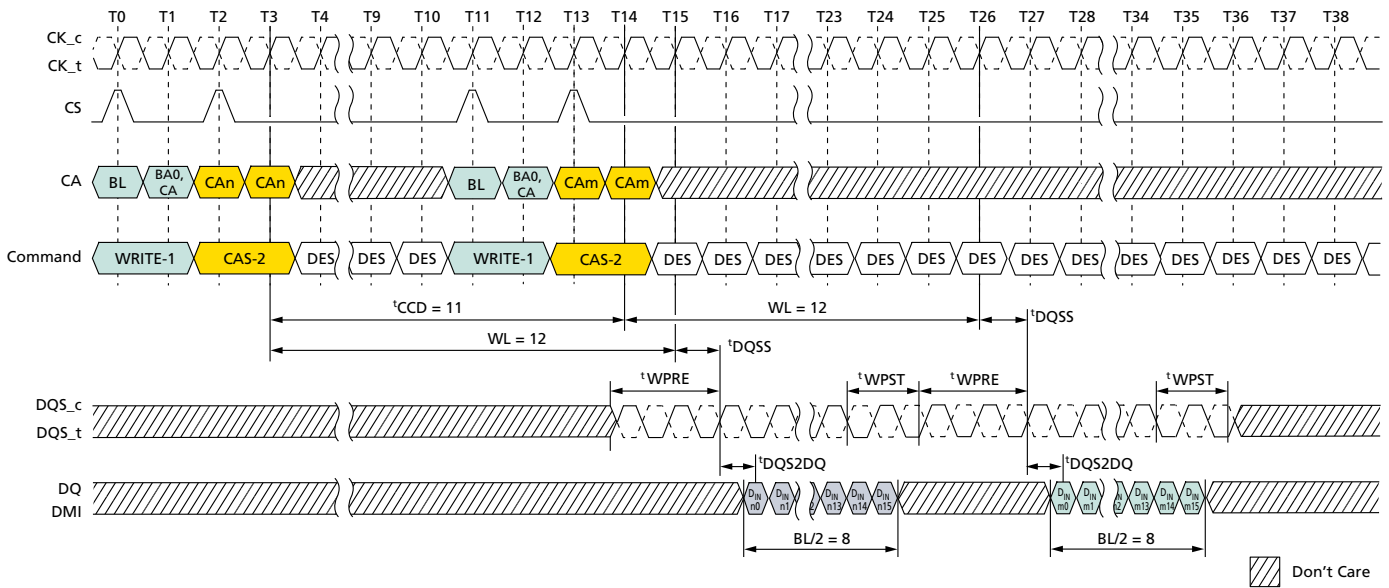 T0 T1 T2 T3 T4 T9 T10 T11 T12 T13 T14 T15 T16 T17 T23 T24 T25 T26 T27 T28 T34 T35 T36 T37 T38
CK_c
CK_t
CS
CA BL BA0, CA CAn CAn BL BA0, CA CAm CAm
Command WRITE-1 CAS-2 DES DES DES WRITE-1 CAS-2 DES DES DES DES DES DES DES DES DES DES DES DES DES DES
tCCD = 11 WL = 12 tDQSS
WL = 12 tDQSS
tWPRE tWPST tWPRE tWPST
DQS_c
DQS_t
tDQS2DQ tDQS2DQ
DQ
DMI
DIN n0 DIN n1 DIN n13 DIN n14 DIN n15 DIN m0 DIN m1 DIN m13 DIN m14 DIN m15
BL/2 = 8 BL/2 = 8
Don't Care